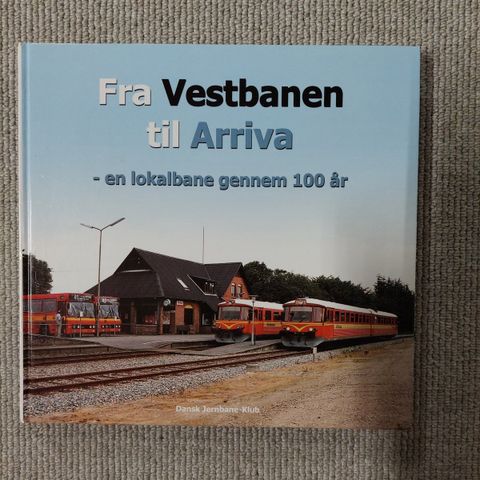 Fra Vestbanen
til Arriva
- en lokalbane gennem 100 år
Dansk Jernbane-Klub